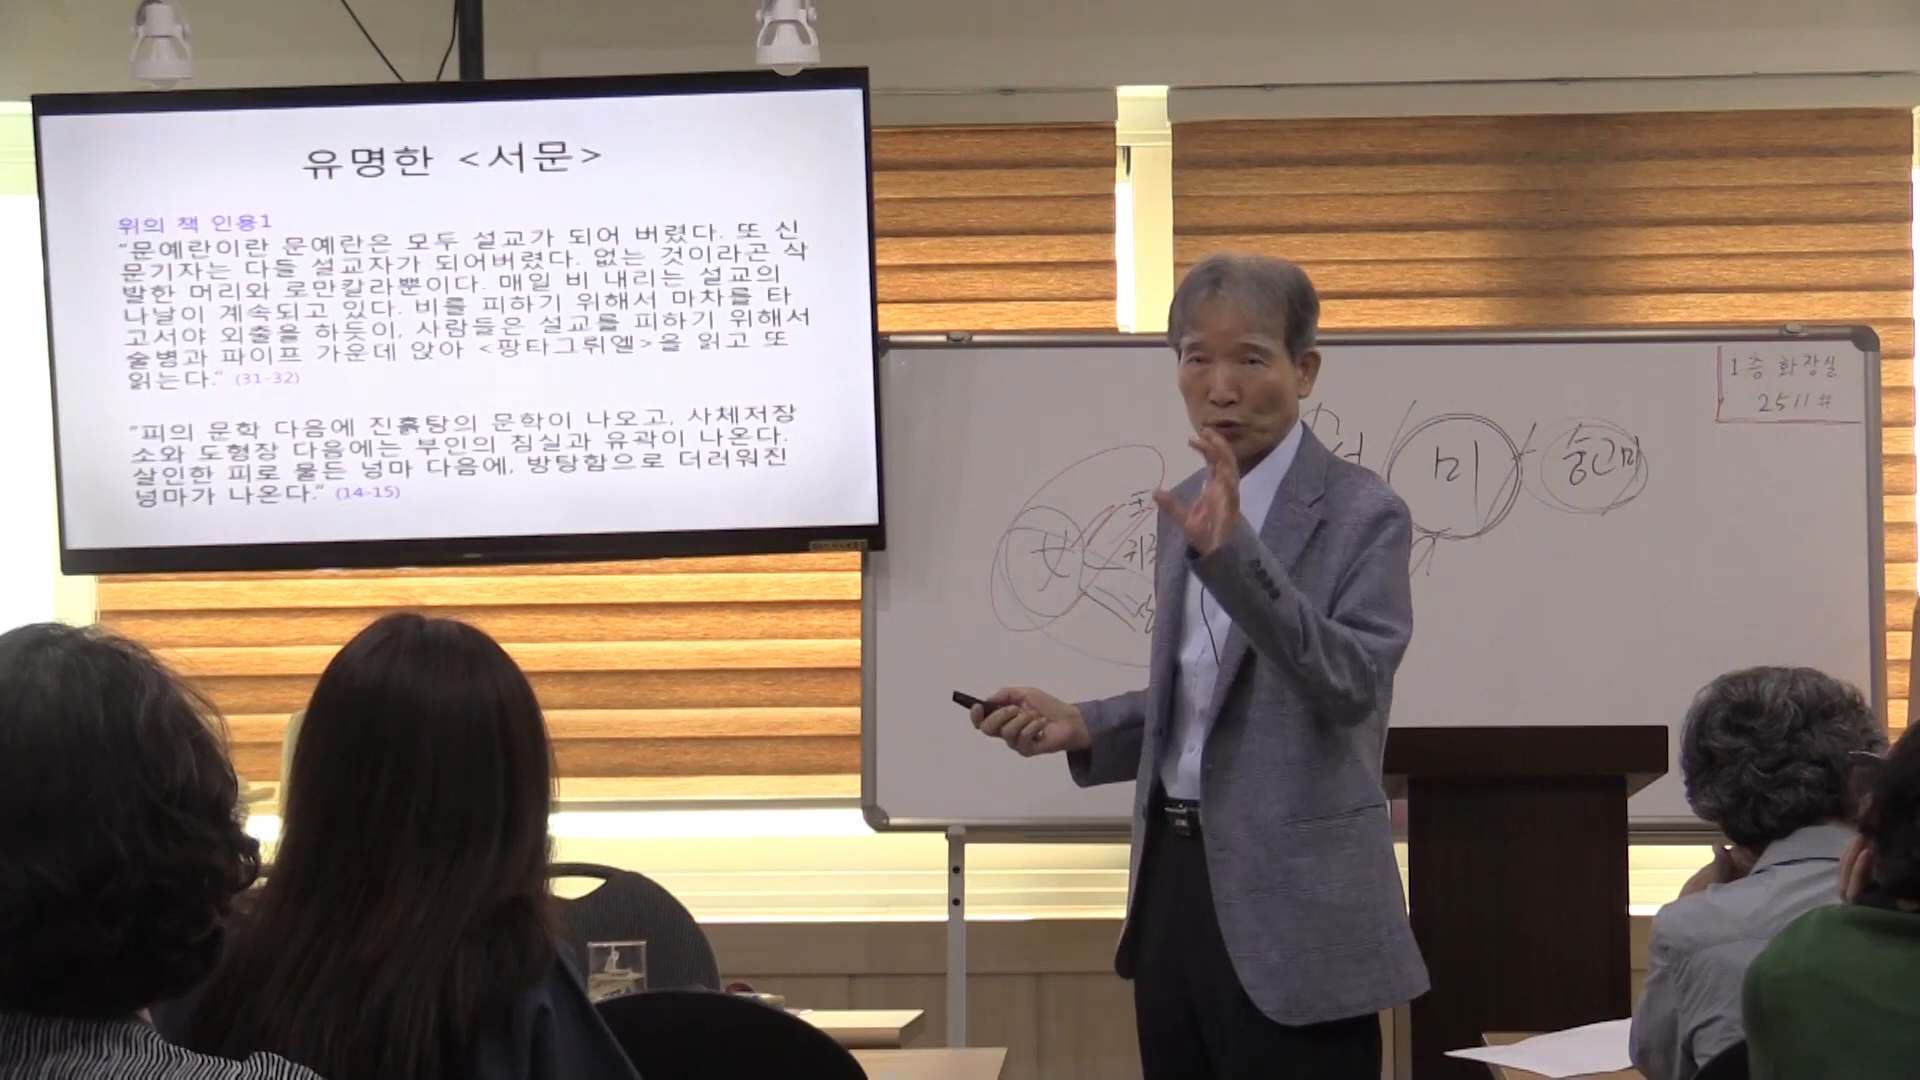 유명한 <서문>
위의 책 인용1
“문예란이란 문예란은 모두 설교가 되어 버렸다. 또 신
문기자는 다들 설교자가 되어버렸다. 없는 것이라곤 삭
발한 머리와 로만칼라뿐이다. 매일 비 내리는 설교의
나날이 계속되고 있다. 비를 피하기 위해서 마차를 타
고서야 외출을 하듯이, 사람들은 설교를 피하기 위해서
술병과 파이프 가운데 앉아 <팡타그뤼엘>을 읽고 또
읽는다.” (31-32)
“피의 문학 다음에 진흙탕의 문학이 나오고, 사체저장
소와 도형장 다음에는 부인의 침실과 유곽이 나온다.
살인한 피로 물든 넝마 다음에, 방탕함으로 더러워진
넝마가 나온다.” (14-15)
1층 화장실
2511#
미
숭고미
女